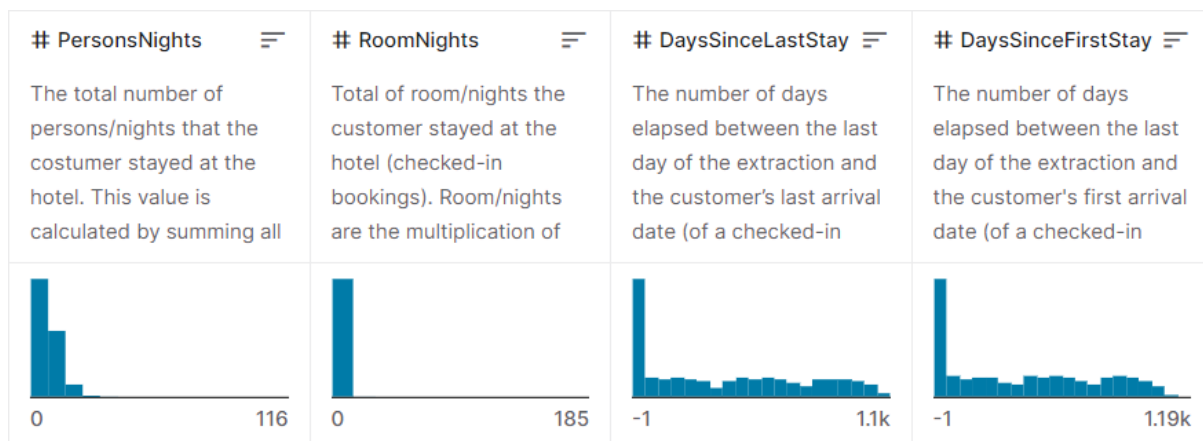 # PersonsNights
The total number of
persons/nights that the
costumer stayed at the
hotel. This value is
calculated by summing all
0 116
# RoomNights
Total of room/nights the
customer stayed at the
hotel (checked-in
bookings). Room/nights
are the multiplication of
0 185
# DaysSinceLastStay
The number of days
elapsed between the last
day of the extraction and
the customer’s last arrival
date (of a checked-in
-1 1.1k
# DaysSinceFirstStay
The number of days
elapsed between the last
day of the extraction and
the customer's first arrival
date (of a checked-in
-1 1.19k